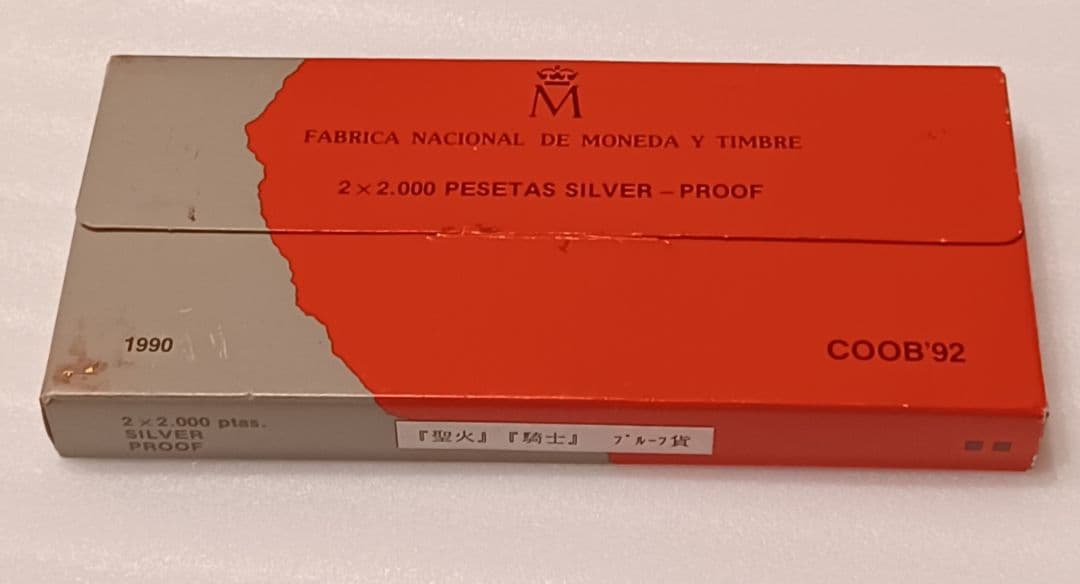 M
FABRICA NACIONAL DE MONEDA Y TIMBRE
2 × 2.000 PESETAS SILVER – PROOF
1990
COOB'92
2 × 2.000 ptas.
SILVER
PROOF
『聖火』『騎士』 プルーフ貨